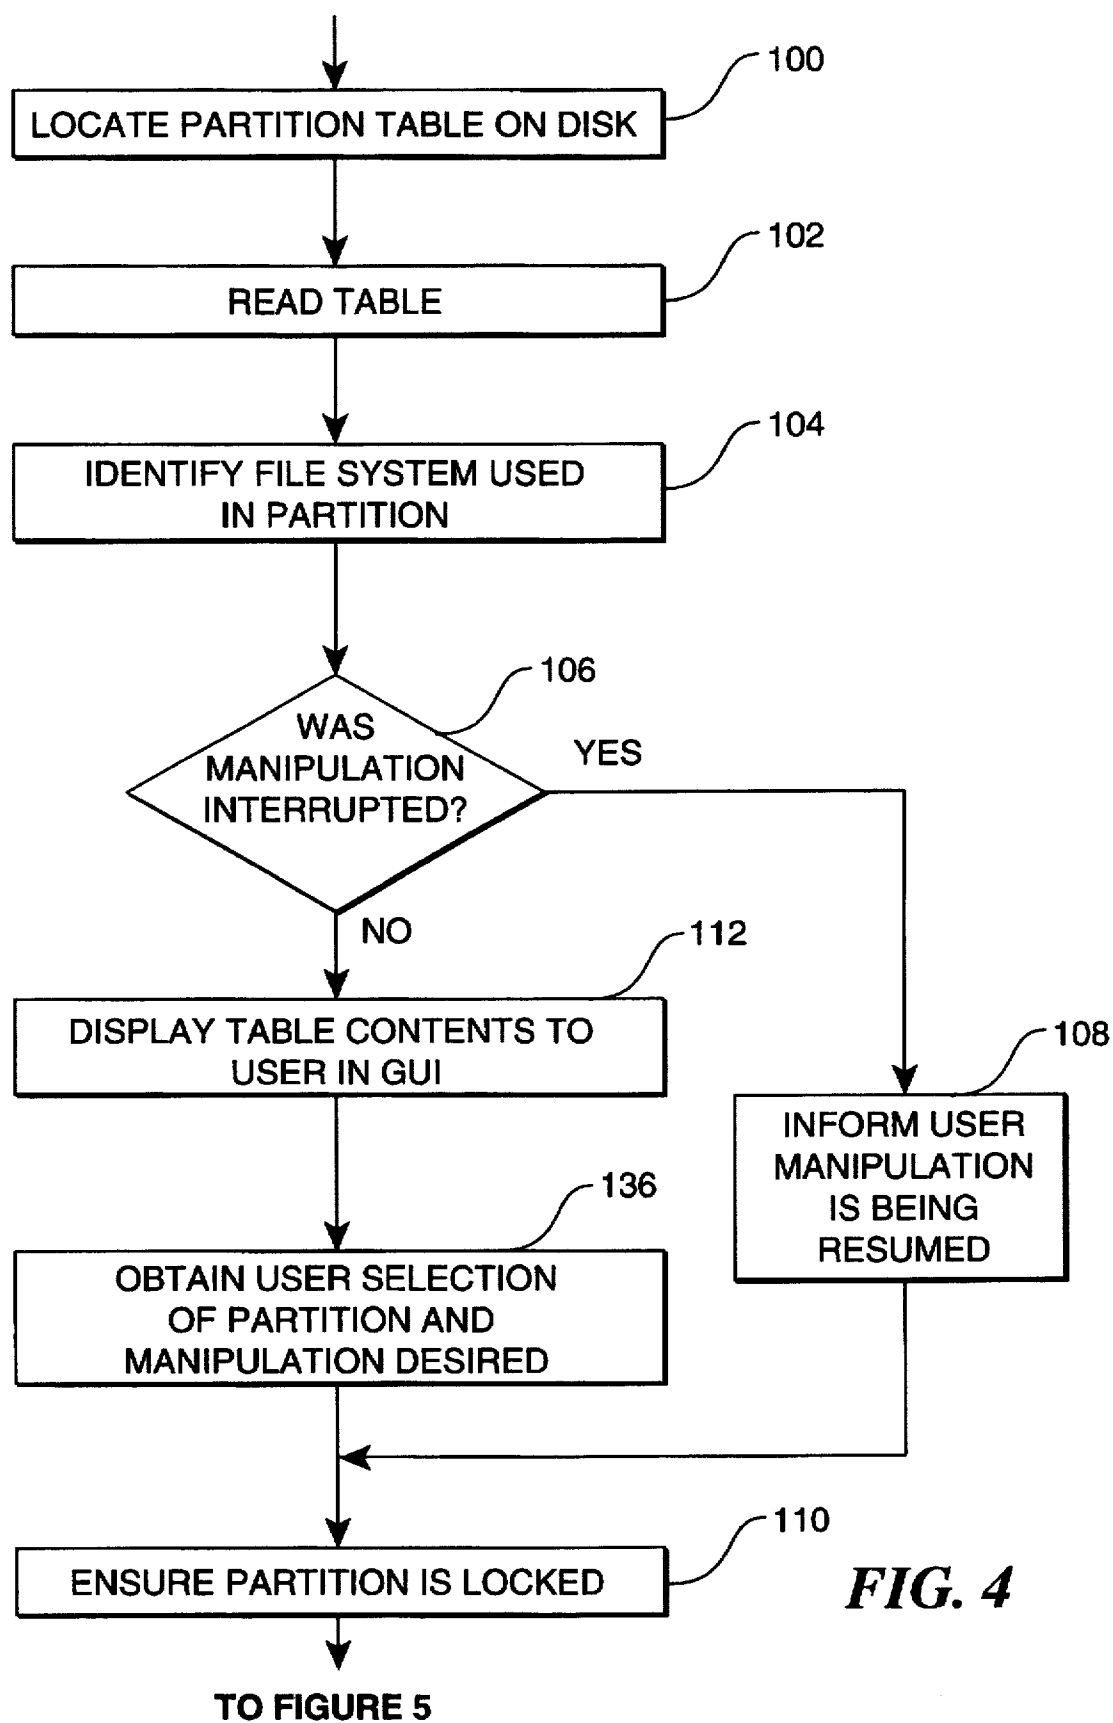 100
LOCATE PARTITION TABLE ON DISK
102
READ TABLE
104
IDENTIFY FILE SYSTEM USED
IN PARTITION
106
WAS
MANIPULATION
INTERRUPTED?
YES
NO
112
DISPLAY TABLE CONTENTS TO
USER IN GUI
108
INFORM USER
MANIPULATION
IS BEING
RESUMED
136
OBTAIN USER SELECTION
OF PARTITION AND
MANIPULATION DESIRED
110
ENSURE PARTITION IS LOCKED
FIG. 4
TO FIGURE 5